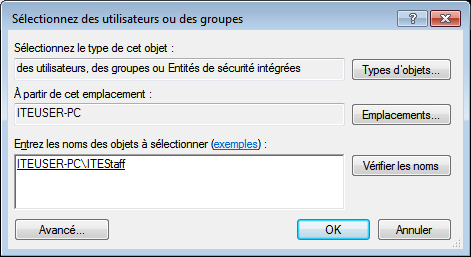 Sélectionnez des utilisateurs ou des groupes
Sélectionnez le type de cet objet :
des utilisateurs, des groupes ou Entités de sécurité intégrées
Types d'objets...
À partir de cet emplacement :
ITEUSER-PC
Emplacements...
Entrez les noms des objets à sélectionner (exemples) :
ITEUSER-PC\ITEStaff
Vérifier les noms
Avancé...
OK
Annuler